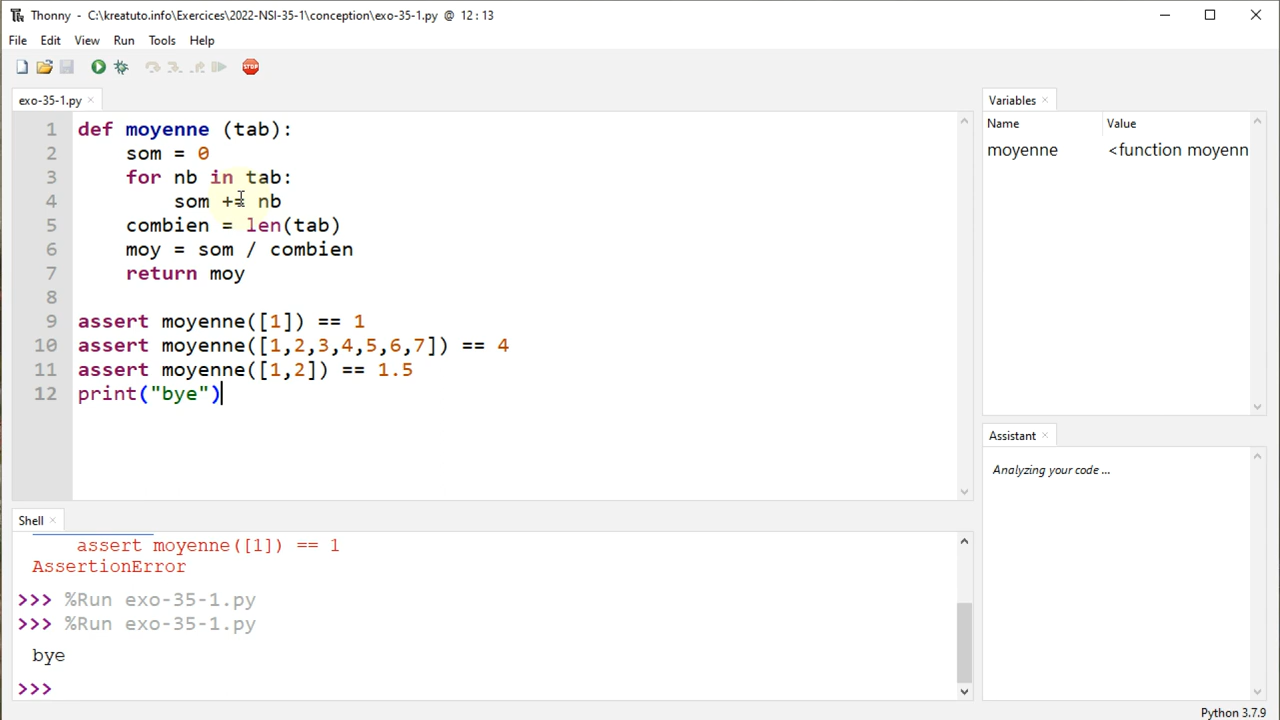 Thonny - C:\kreatuto.info\Exercices\2022-NSI-35-1\conception\exo-35-1.py @ 12:13
File Edit View Run Tools Help
STOP
exo-35-1.py ×
1 def moyenne (tab):
2     som = 0
3     for nb in tab:
4         som += nb
5     combien = len(tab)
6     moy = som / combien
7     return moy
8
9 assert moyenne([1]) == 1
10 assert moyenne([1,2,3,4,5,6,7]) == 4
11 assert moyenne([1,2]) == 1.5
12 print("bye")
Variables ×
Name Value
moyenne <function moyenn
Assistant ×
Analyzing your code ...
Shell ×
    assert moyenne([1]) == 1
AssertionError
>>> %Run exo-35-1.py
>>> %Run exo-35-1.py
bye
>>>
Python 3.7.9